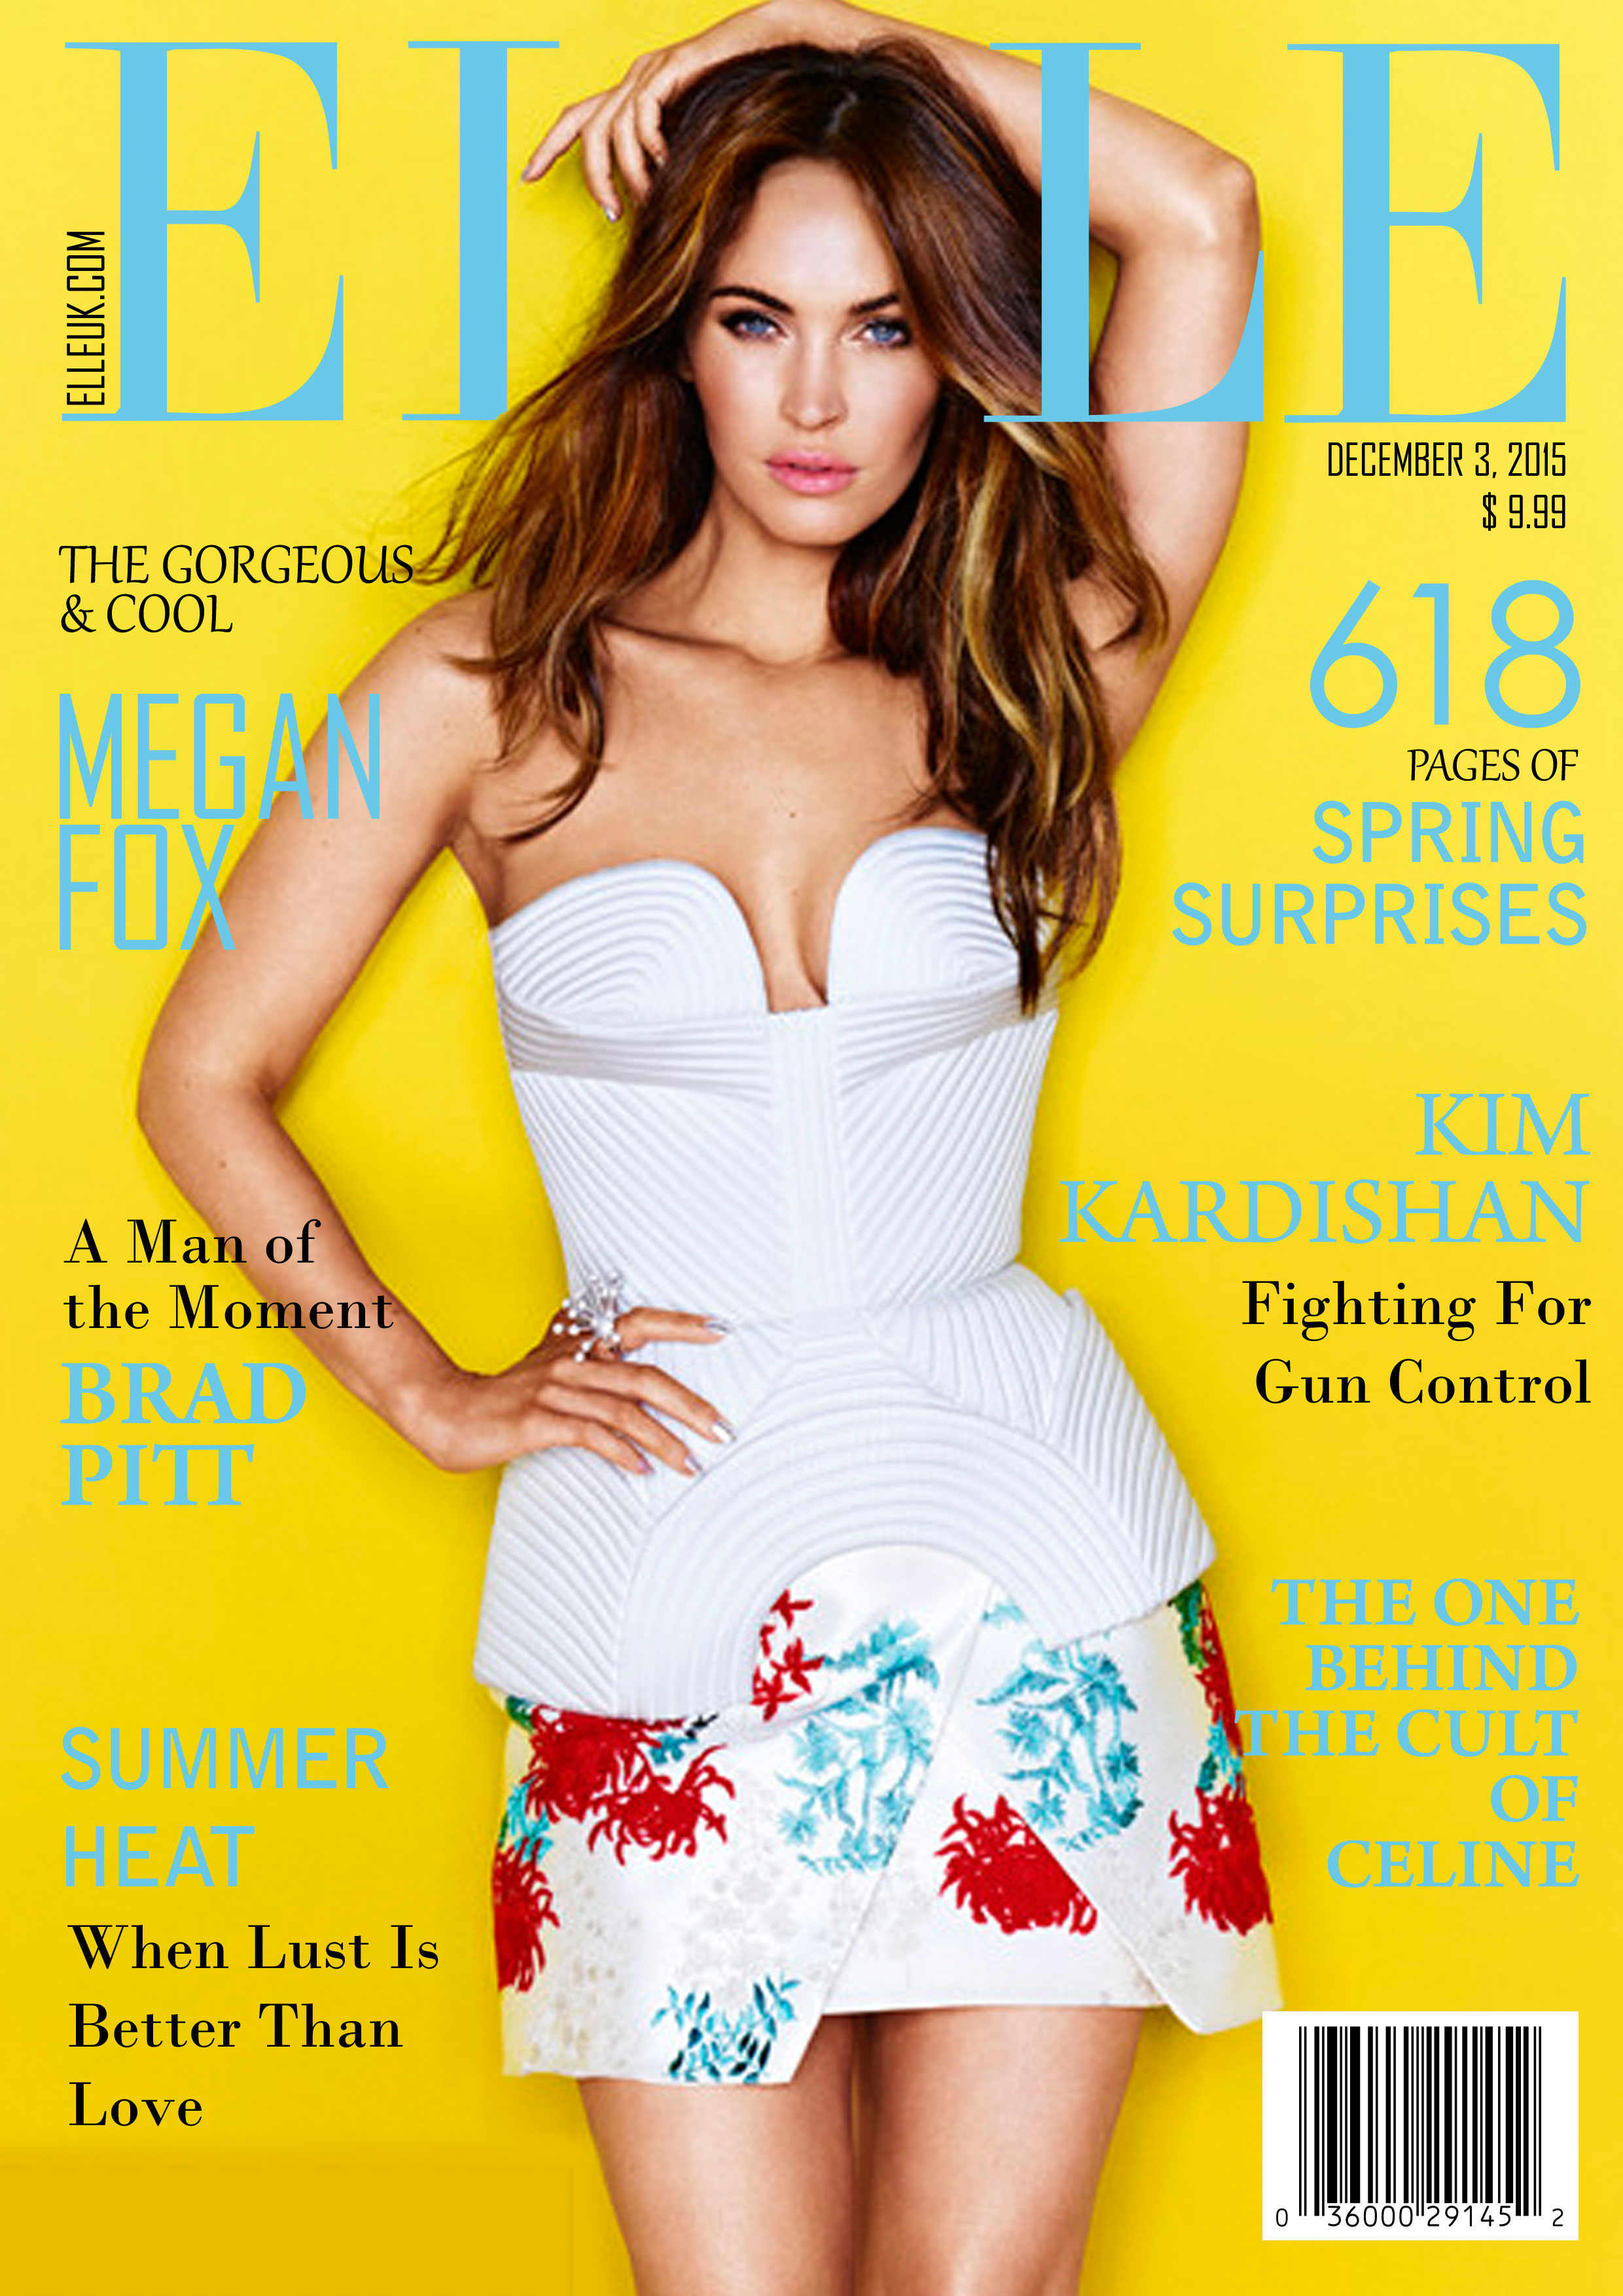 ELLE
ELLEUK.COM
DECEMBER 3, 2015
$ 9.99
THE GORGEOUS
& COOL
MEGAN
FOX
618
PAGES OF
SPRING
SURPRISES
KIM
KARDISHAN
Fighting For
Gun Control
A Man of
the Moment
BRAD
PITT
THE ONE
BEHIND
THE CULT
OF
CELINE
SUMMER
HEAT
When Lust Is
Better Than
Love
0 36000 29145 2